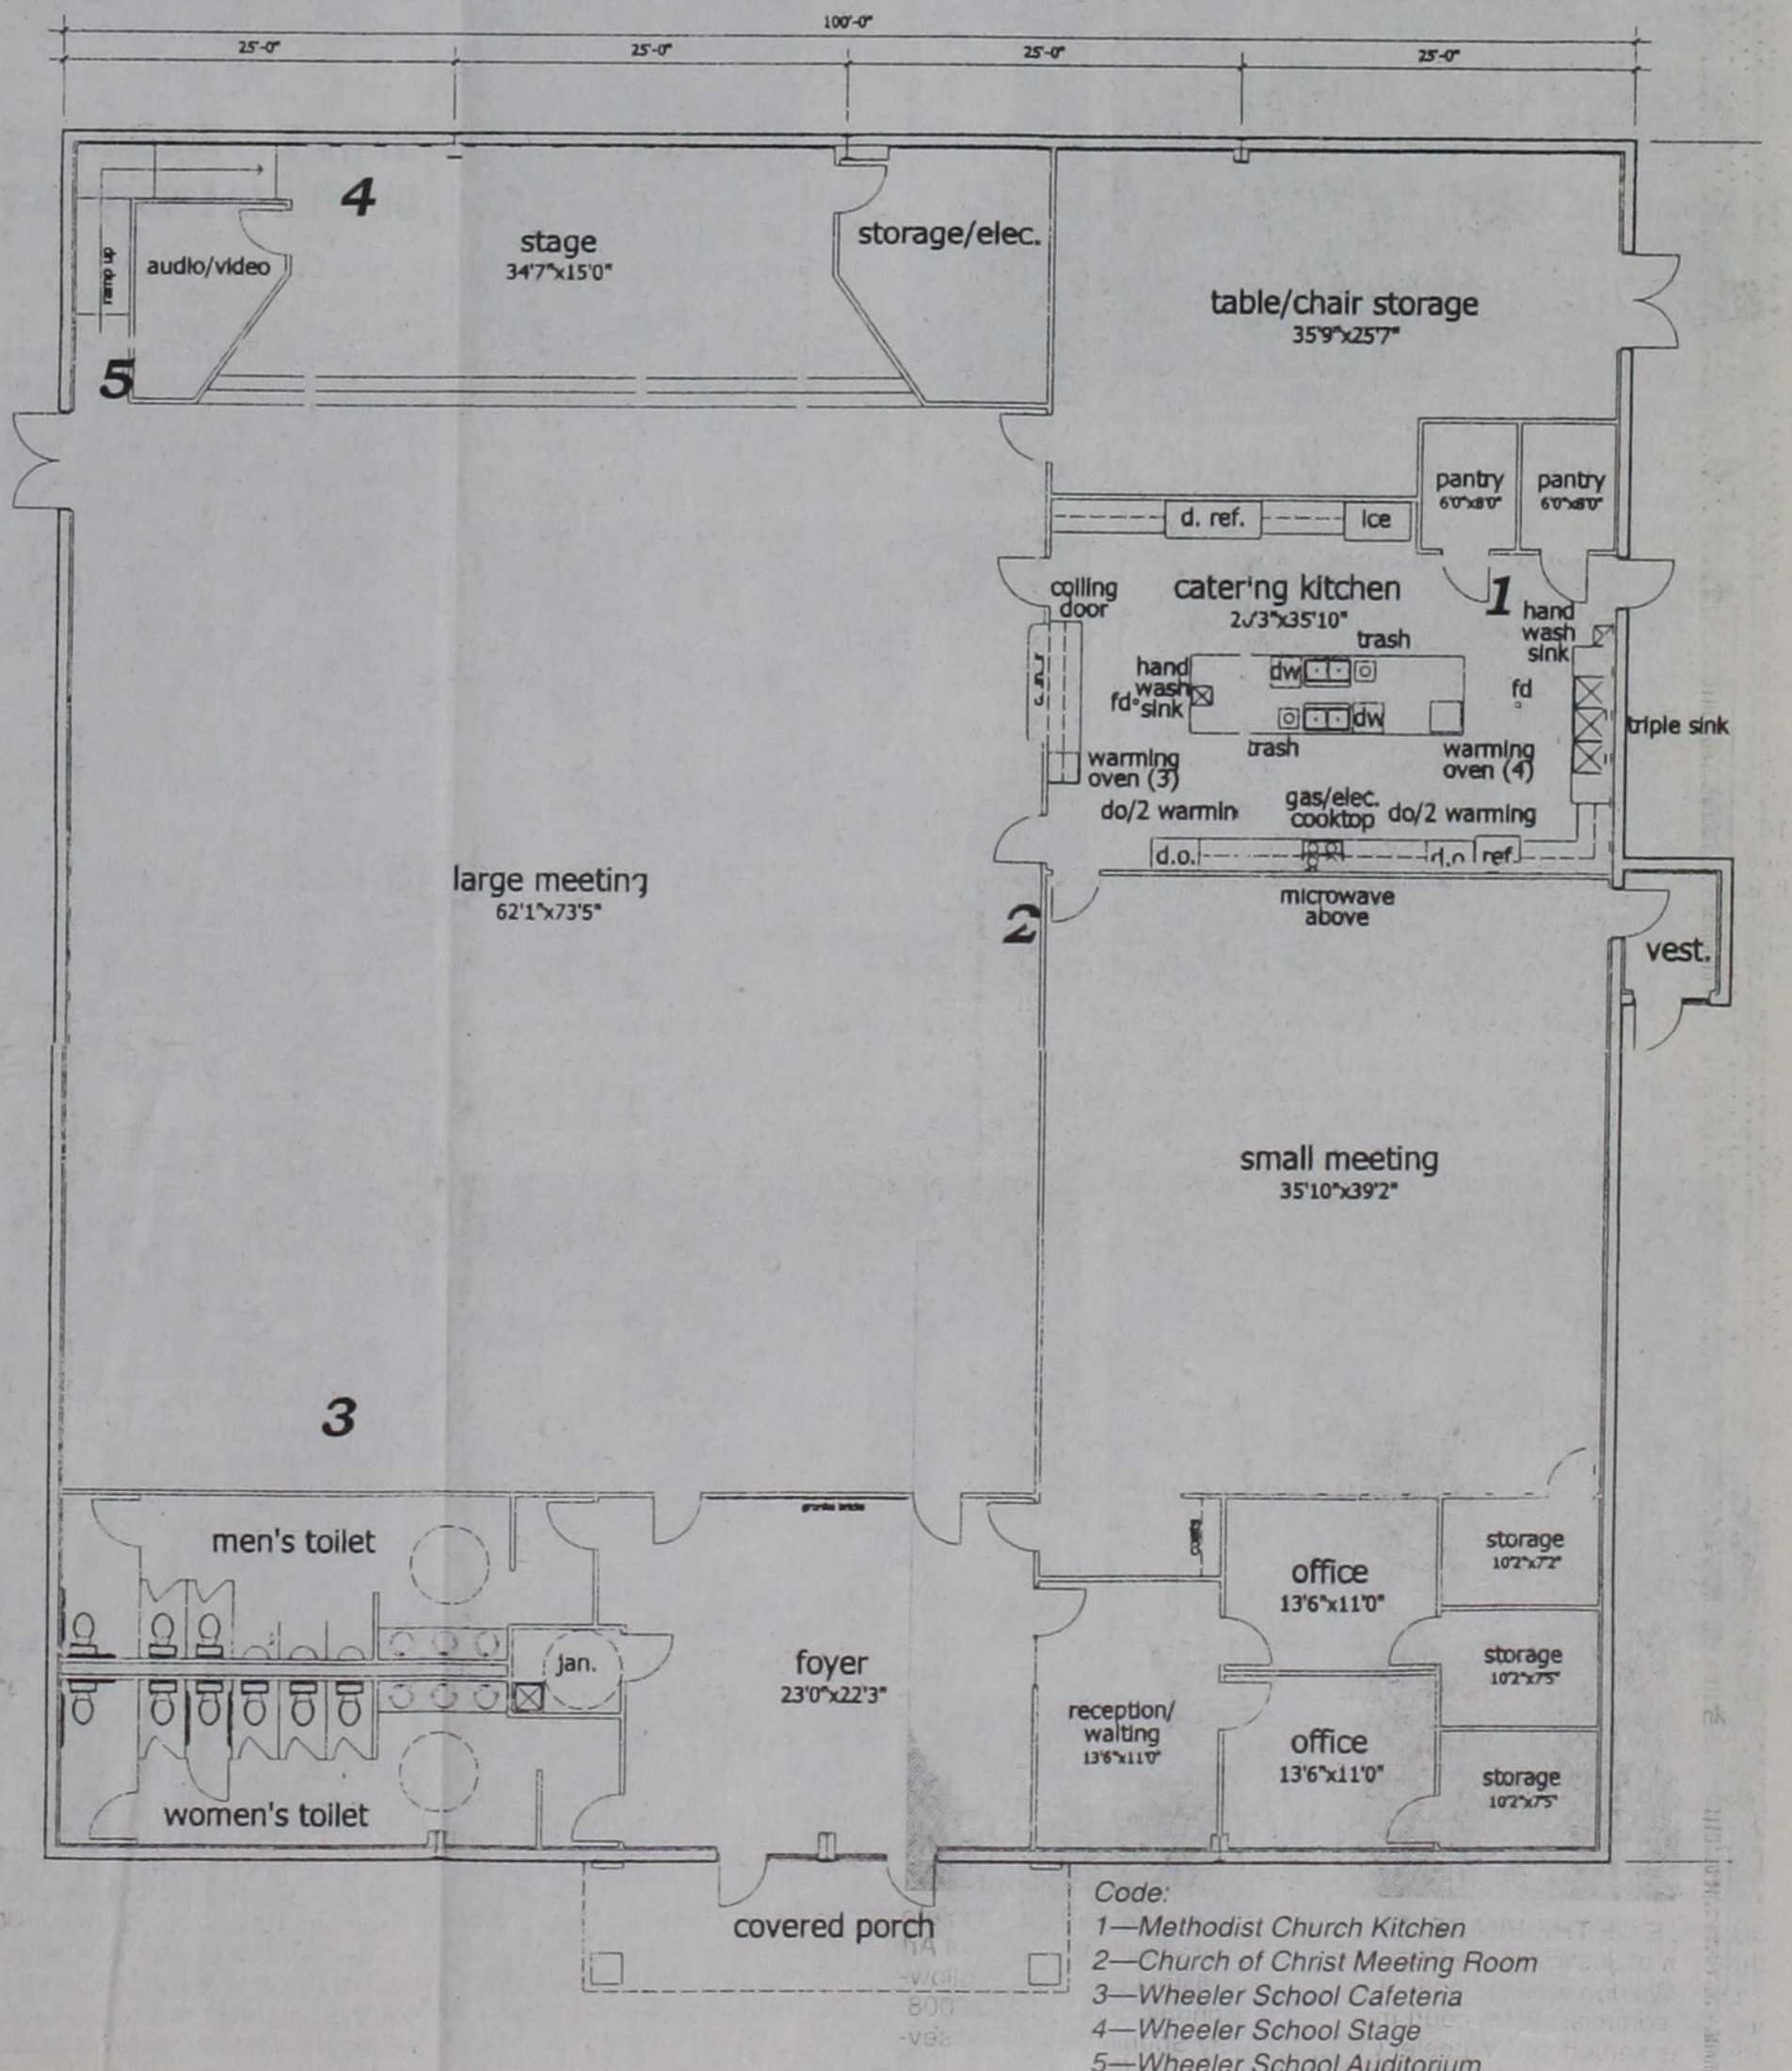 100'-0"
25'-0" 25'-0" 25'-0" 25'-0"
4
stage
34'7"x15'0"
storage/elec.
audio/video
ramp up
5
table/chair storage
35'9"x25'7"
pantry
6'0"x8'0"
pantry
6'0"x8'0"
d. ref.
ice
coiling
door
catering kitchen
x35'10"
1
hand
wash
sink
trash
hand
wash
sink
fd
dw
dw
fd
triple sink
trash
warming
oven (3)
warming
oven (4)
do/2 warmin
gas/elec.
cooktop
do/2 warming
d.o.
d.o
ref.
microwave
above
large meeting
62'1"x73'5"
2
vest.
small meeting
35'10"x39'2"
3
men's toilet
coats
office
13'6"x11'0"
storage
10'2"x7'2"
jan.
foyer
23'0"x22'3"
storage
10'2"x7'5"
reception/
waiting
13'6"x11'0"
office
13'6"x11'0"
storage
10'2"x7'5"
women's toilet
covered porch
Code:
1—Methodist Church Kitchen
2—Church of Christ Meeting Room
3—Wheeler School Cafeteria
4—Wheeler School Stage
5—Wheeler School Auditorium